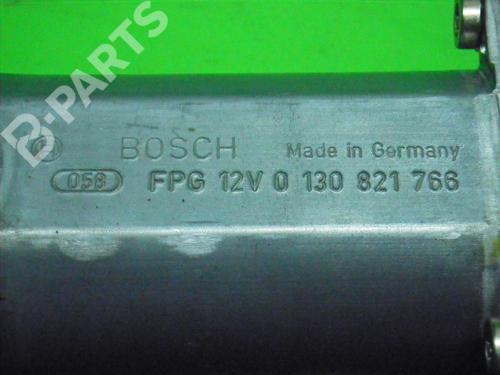 B-PARTS
BOSCH Made in Germany
058 FPG 12V 0 130 821 766